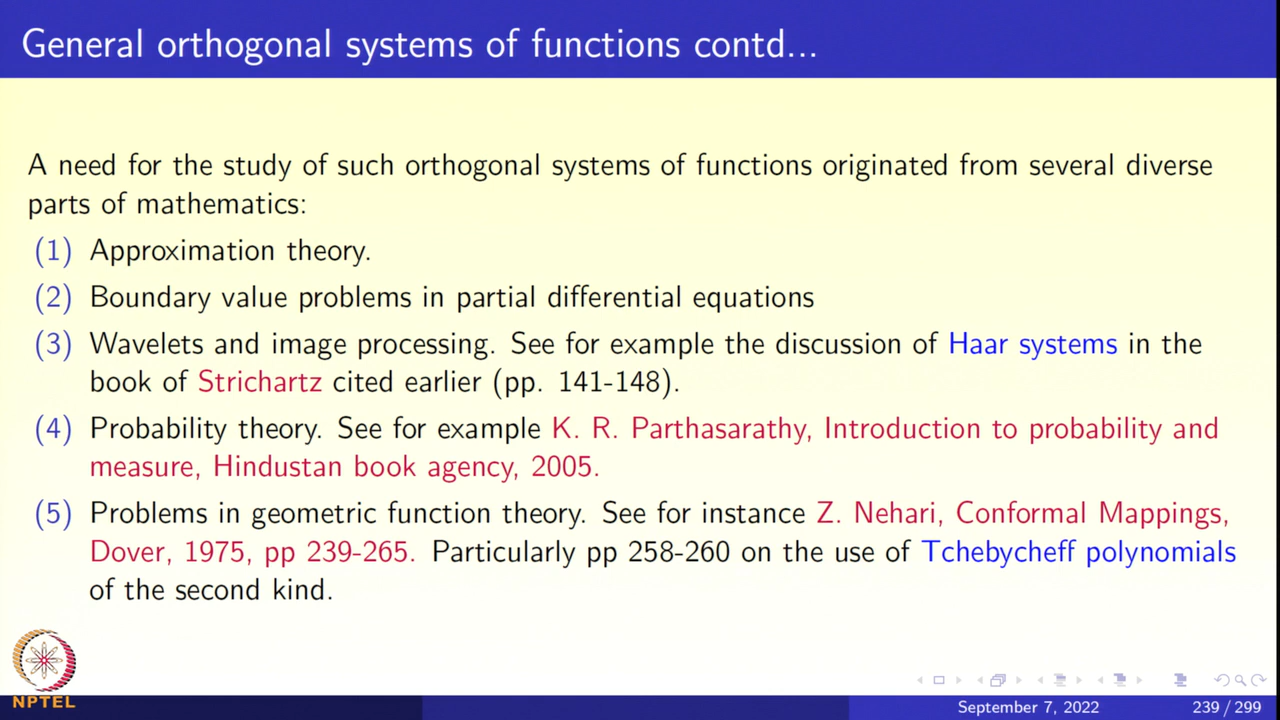 General orthogonal systems of functions contd...
A need for the study of such orthogonal systems of functions originated from several diverse
parts of mathematics:
(1) Approximation theory.
(2) Boundary value problems in partial differential equations
(3) Wavelets and image processing. See for example the discussion of Haar systems in the
book of Strichartz cited earlier (pp. 141-148).
(4) Probability theory. See for example K. R. Parthasarathy, Introduction to probability and
measure, Hindustan book agency, 2005.
(5) Problems in geometric function theory. See for instance Z. Nehari, Conformal Mappings,
Dover, 1975, pp 239-265. Particularly pp 258-260 on the use of Tchebycheff polynomials
of the second kind.
NPTEL
September 7, 2022 239 / 299